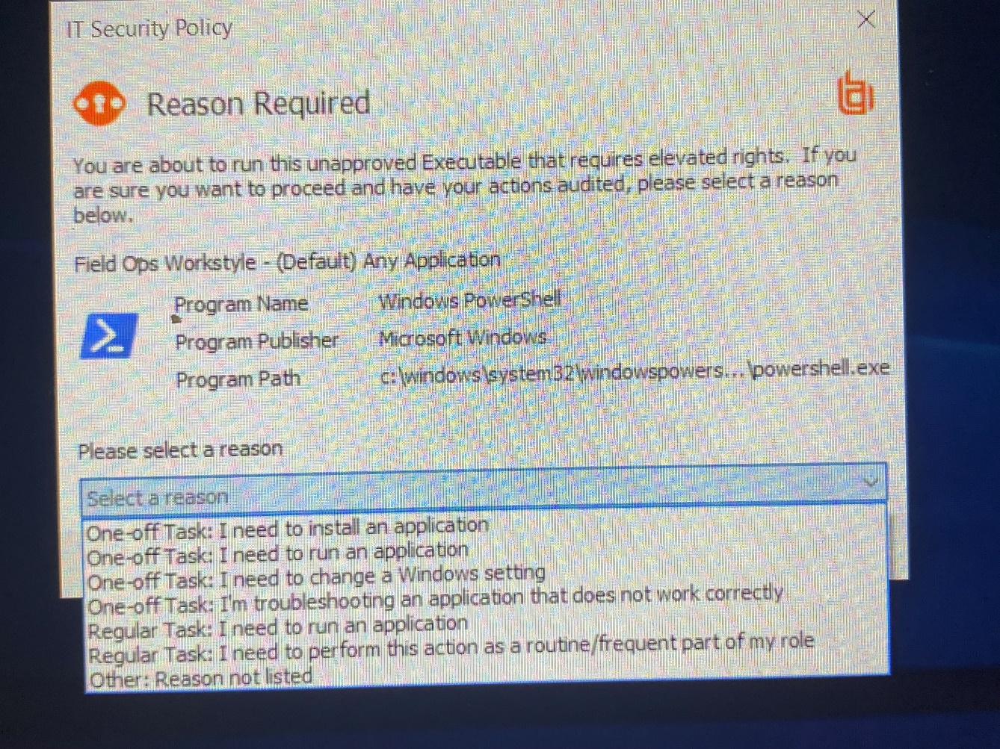 IT Security Policy
Reason Required
You are about to run this unapproved Executable that requires elevated rights. If you
are sure you want to proceed and have your actions audited, please select a reason
below.
Field Ops Workstyle - (Default) Any Application
Program Name Windows PowerShell
Program Publisher Microsoft Windows
Program Path c:\windows\system32\windowspowers...\powershell.exe
Please select a reason
Select a reason
One-off Task: I need to install an application
One-off Task: I need to run an application
One-off Task: I need to change a Windows setting
One-off Task: I'm troubleshooting an application that does not work correctly
Regular Task: I need to run an application
Regular Task: I need to perform this action as a routine/frequent part of my role
Other: Reason not listed